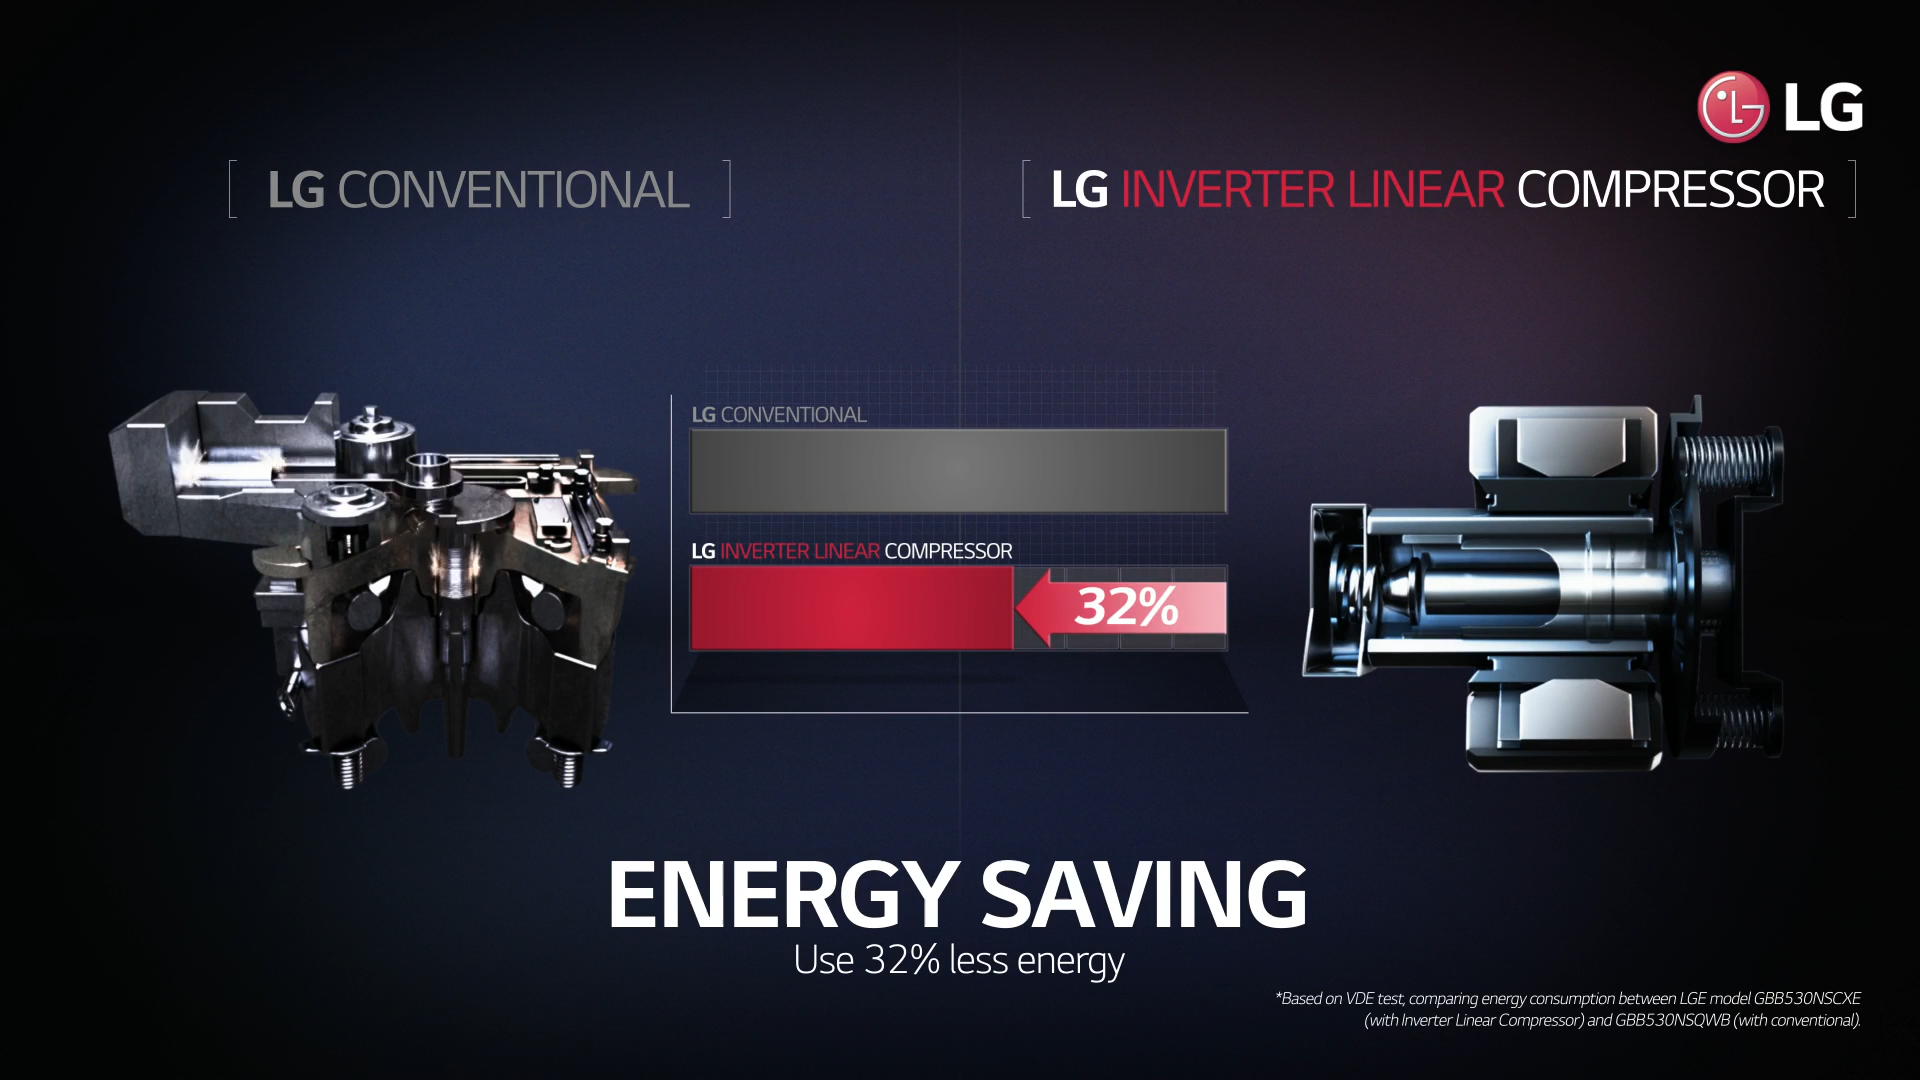 LG
LG CONVENTIONAL
LG INVERTER LINEAR COMPRESSOR
LG CONVENTIONAL
LG INVERTER LINEAR COMPRESSOR
32%
ENERGY SAVING
Use 32% less energy
*Based on VDE test, comparing energy consumption between LGE model GBB530NSCXE
(with Inverter Linear Compressor) and GBB530NSQWB (with conventional).